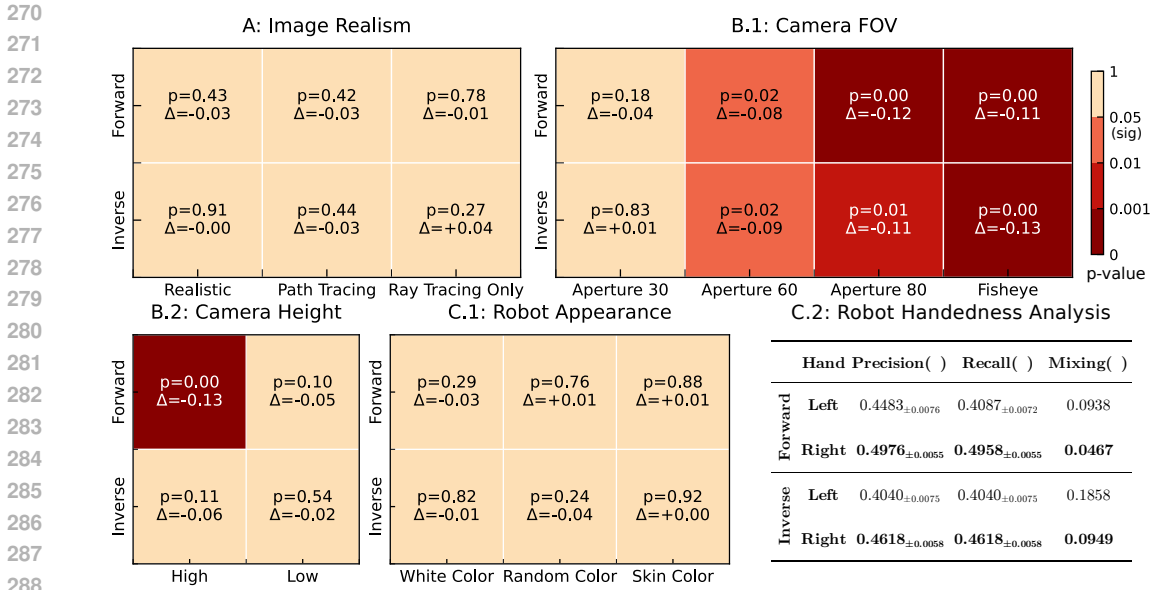 270
271
272
273
274
275
276
277
278
279
280
281
282
283
284
285
286
287
288
A: Image Realism
Forward
p=0.43 p=0.42 p=0.78
Δ=-0.03 Δ=-0.03 Δ=-0.01
Inverse
p=0.91 p=0.44 p=0.27
Δ=-0.00 Δ=-0.03 Δ=+0.04
Realistic Path Tracing Ray Tracing Only
B.1: Camera FOV
Forward
p=0.18 p=0.02 p=0.00 p=0.00
Δ=-0.04 Δ=-0.08 Δ=-0.12 Δ=-0.11
Inverse
p=0.83 p=0.02 p=0.01 p=0.00
Δ=+0.01 Δ=-0.09 Δ=-0.11 Δ=-0.13
Aperture 30 Aperture 60 Aperture 80 Fisheye
1
0.05
(sig)
0.01
0.001
0
p-value
B.2: Camera Height
Forward
p=0.00 p=0.10
Δ=-0.13 Δ=-0.05
Inverse
p=0.11 p=0.54
Δ=-0.06 Δ=-0.02
High Low
C.1: Robot Appearance
p=0.29 p=0.76 p=0.88
Δ=-0.03 Δ=+0.01 Δ=+0.01
p=0.82 p=0.24 p=0.92
Δ=-0.01 Δ=-0.04 Δ=+0.00
Forward
Inverse
White Color Random Color Skin Color
C.2: Robot Handedness Analysis
Hand Precision( ) Recall( ) Mixing( )
Forward
Left 0.4483±0.0076 0.4087±0.0072 0.0938
Right 0.4976±0.0055 0.4958±0.0055 0.0467
Inverse
Left 0.4040±0.0075 0.4040±0.0075 0.1858
Right 0.4618±0.0058 0.4618±0.0058 0.0949